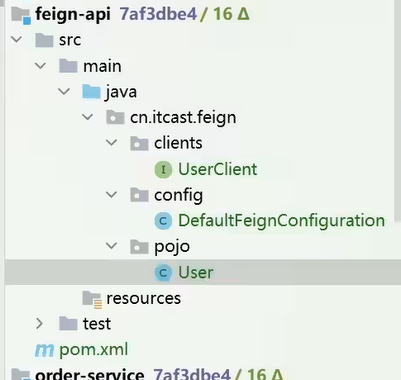 feign-api 7af3dbe4 / 16 Δ
src
main
java
cn.itcast.feign
clients
I UserClient
config
C DefaultFeignConfiguration
pojo
C User
resources
test
m pom.xml
order-service 7af3dbe4 / 16 Δ